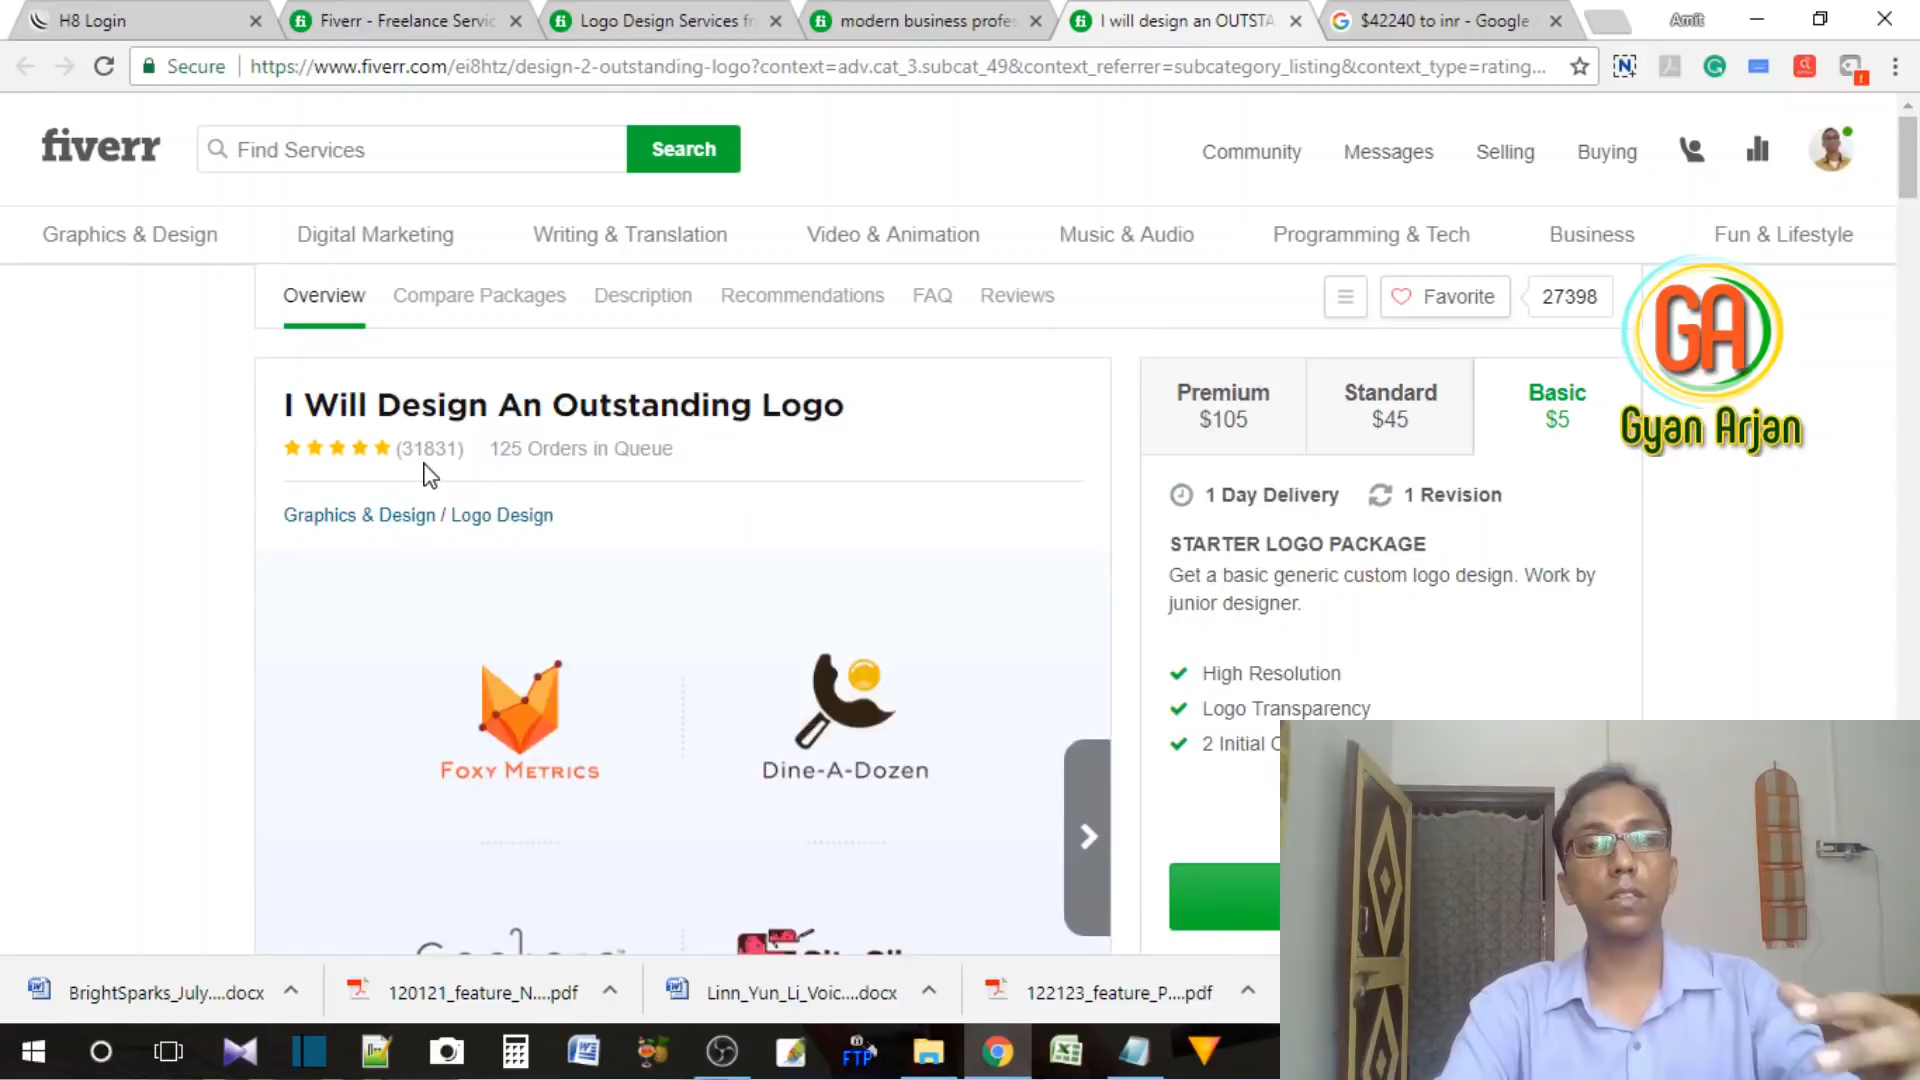 H8 Login
Fiverr - Freelance Servic
Logo Design Services fr
modern business profes
I will design an OUTSTA
$42240 to inr - Google
Amit
Secure
https://www.fiverr.com/ei8htz/design-2-outstanding-logo?context=adv.cat_3.subcat_49&context_referrer=subcategory_listing&context_type=rating...
fiverr
Find Services
Search
Community
Messages
Selling
Buying
Graphics & Design
Digital Marketing
Writing & Translation
Video & Animation
Music & Audio
Programming & Tech
Business
Fun & Lifestyle
Overview
Compare Packages
Description
Recommendations
FAQ
Reviews
Favorite
27398
GA
Gyan Arjan
I Will Design An Outstanding Logo
(31831)
125 Orders in Queue
Graphics & Design / Logo Design
Premium
$105
Standard
$45
Basic
$5
1 Day Delivery
1 Revision
STARTER LOGO PACKAGE
Get a basic generic custom logo design. Work by
junior designer.
High Resolution
Logo Transparency
2 Initial
FOXY METRICS
DINE-A-DOZEN
BrightSparks_July....docx
120121_feature_N....pdf
Linn_Yun_Li_Voic....docx
122123_feature_P....pdf
FTP